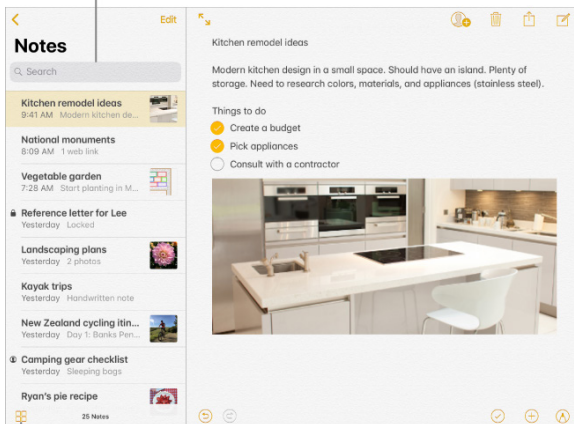 Edit
Notes
Search
Kitchen remodel ideas
9:41 AM Modern kitchen de...
National monuments
8:09 AM 1 web link
Vegetable garden
7:28 AM Start planting in M...
Reference letter for Lee
Yesterday Locked
Landscaping plans
Yesterday 2 photos
Kayak trips
Yesterday Handwritten note
New Zealand cycling itin...
Yesterday Day 1: Banks Pen...
Camping gear checklist
Yesterday Sleeping bags
Ryan's pie recipe
25 Notes
Kitchen remodel ideas
Modern kitchen design in a small space. Should have an island. Plenty of
storage. Need to research colors, materials, and appliances (stainless steel).
Things to do
Create a budget
Pick appliances
Consult with a contractor